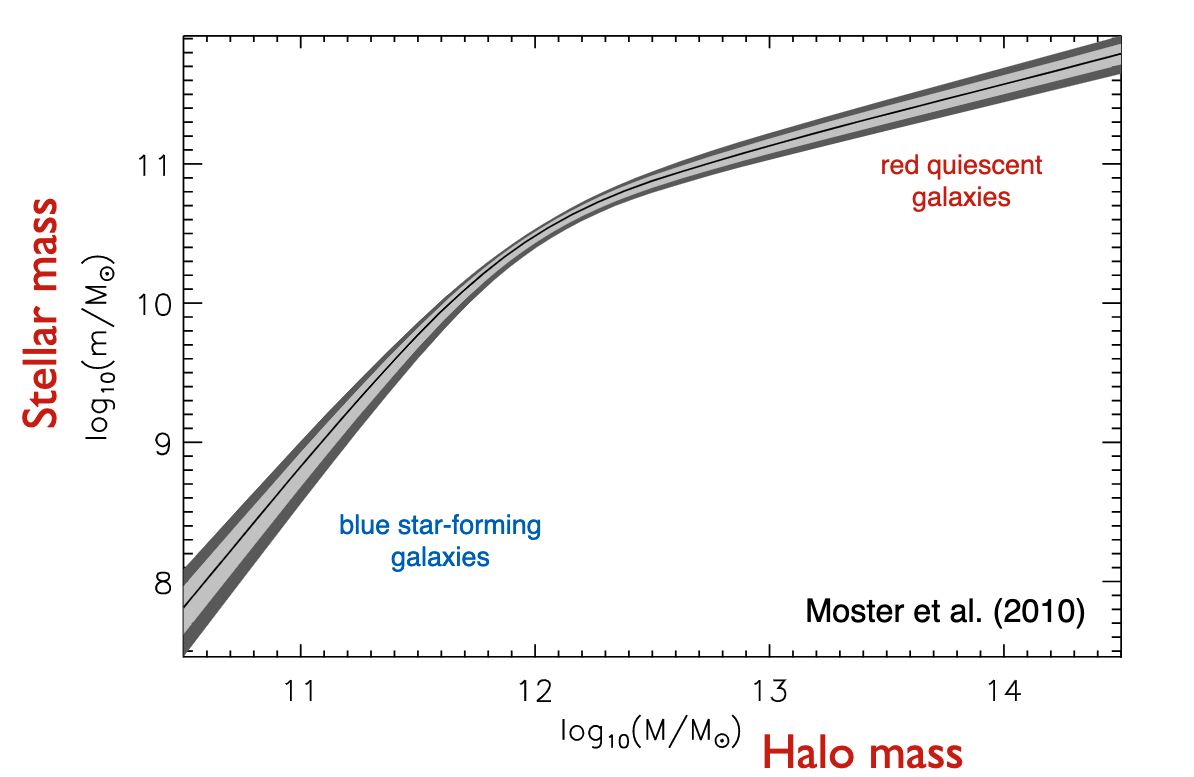 Stellar mass
log10(m/M☉)
11
10
9
8
red quiescent
galaxies
blue star-forming
galaxies
Moster et al. (2010)
11 12 13 14
log10(M/M☉)
Halo mass